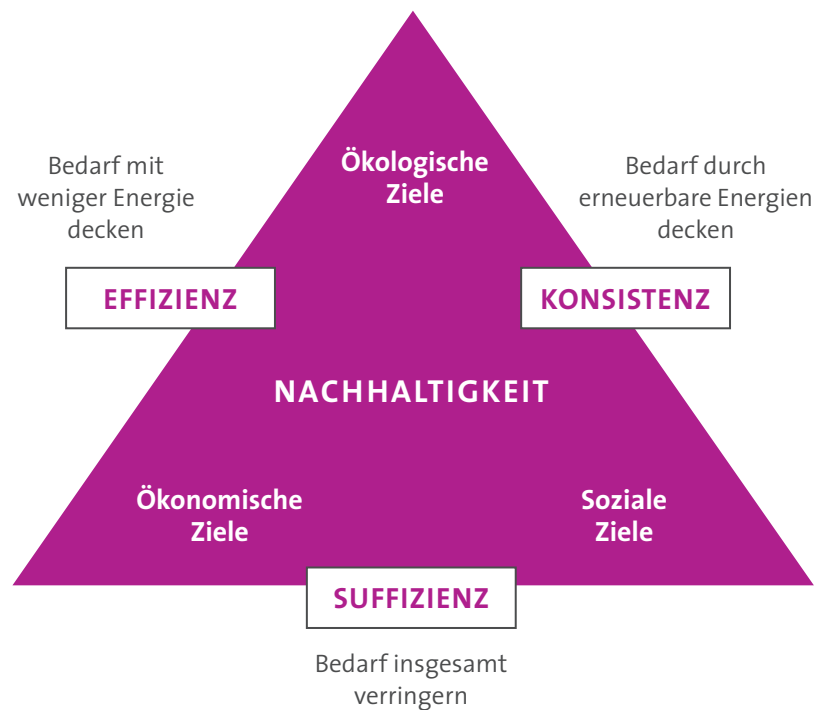 Ökologische
Ziele
Bedarf mit
weniger Energie
decken
Bedarf durch
erneuerbare Energien
decken
EFFIZIENZ
KONSISTENZ
NACHHALTIGKEIT
Ökonomische
Ziele
Soziale
Ziele
SUFFIZIENZ
Bedarf insgesamt
verringern